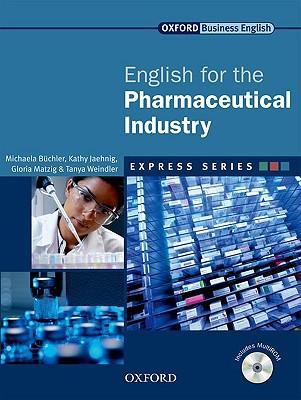 OXFORD Business English
English for the
Pharmaceutical
Industry
Michaela Büchler, Kathy Jaehnig,
Gloria Matzig & Tanya Weindler
EXPRESS SERIES
Includes MultiROM
OXFORD